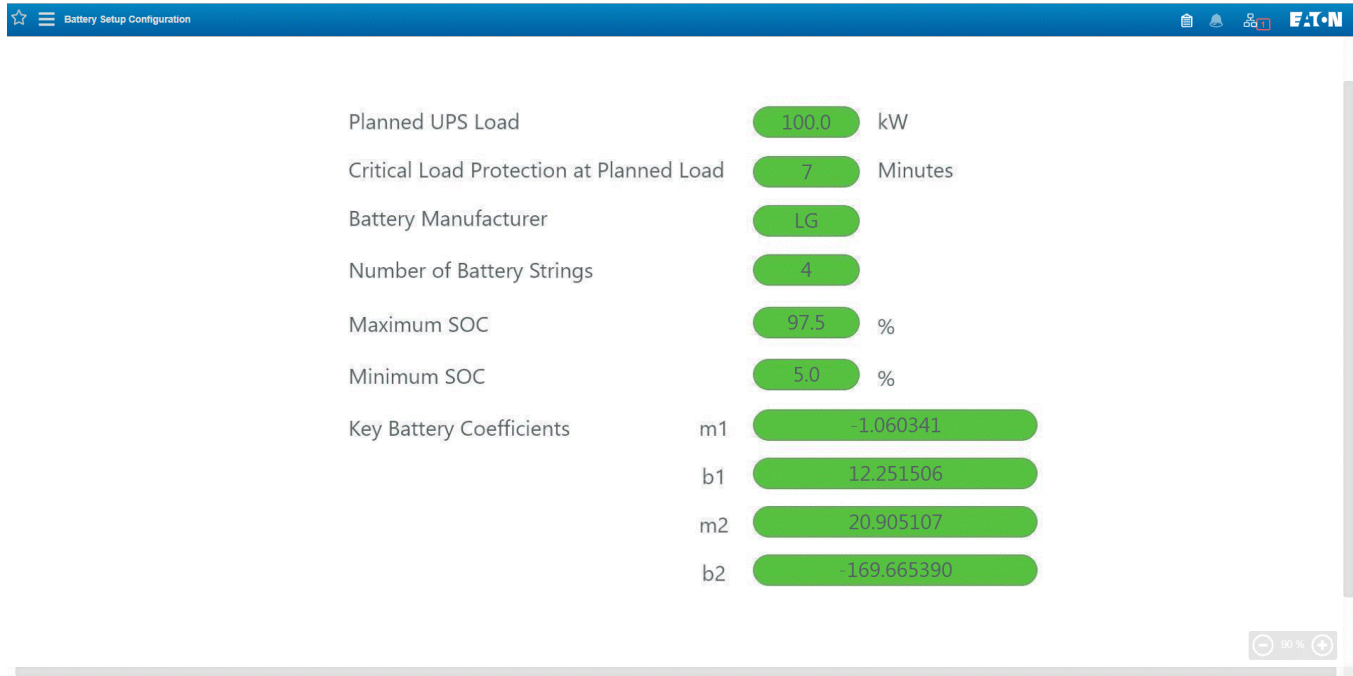 Battery Setup Configuration
1
EATON
Planned UPS Load 100.0 kW
Critical Load Protection at Planned Load 7 Minutes
Battery Manufacturer LG
Number of Battery Strings 4
Maximum SOC 97.5 %
Minimum SOC 5.0 %
Key Battery Coefficients m1 -1.060341
b1 12.251506
m2 20.905107
b2 -169.665390
90 %